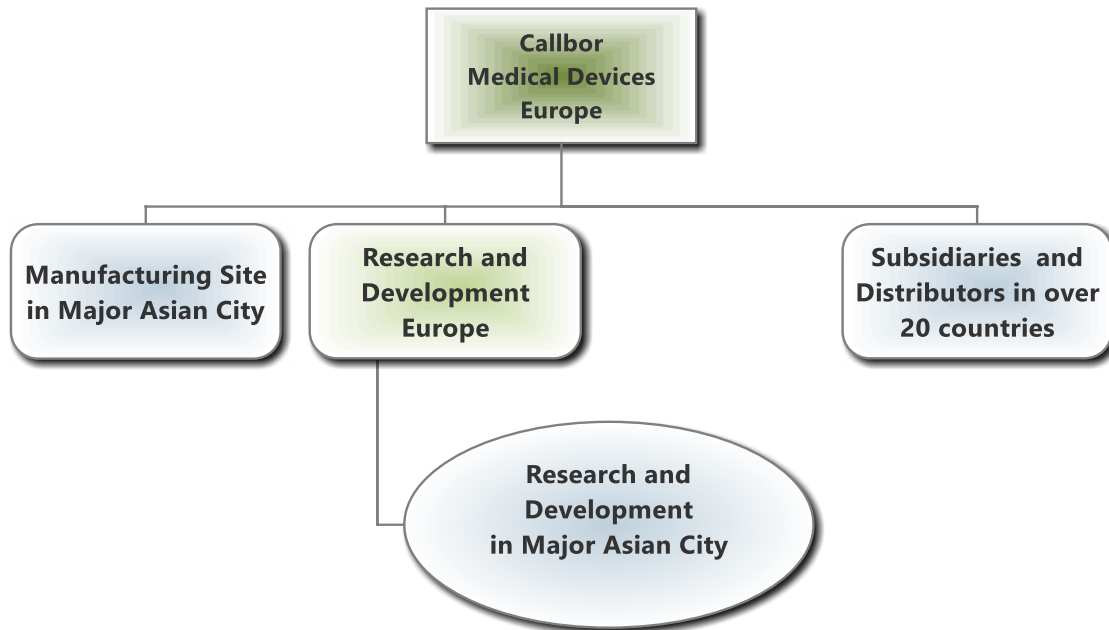 Callbor
Medical Devices
Europe
Manufacturing Site
in Major Asian City
Research and
Development
Europe
Subsidiaries and
Distributors in over
20 countries
Research and
Development
in Major Asian City